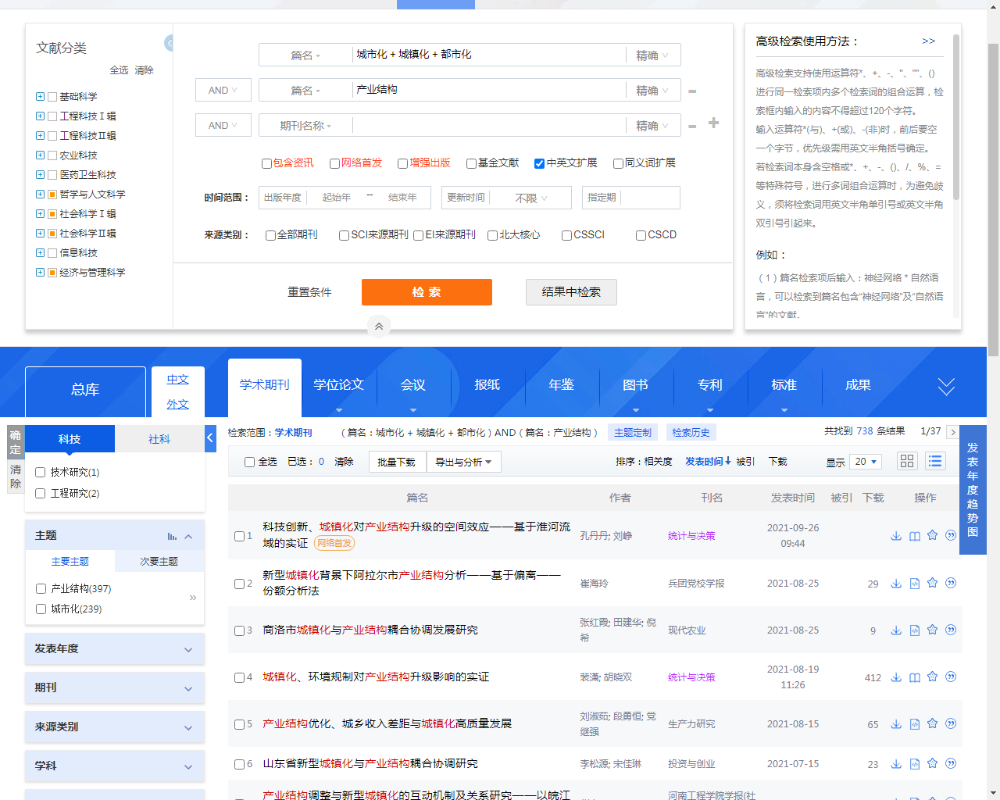 文献分类
全选 清除
基础科学
工程科技Ⅰ辑
工程科技Ⅱ辑
农业科技
医药卫生科技
哲学与人文科学
社会科学Ⅰ辑
社会科学Ⅱ辑
信息科技
经济与管理科学
篇名 城市化 + 城镇化 + 都市化 精确
AND 篇名 产业结构 精确
AND 期刊名称 精确
包含资讯 网络首发 增强出版 基金文献 中英文扩展 同义词扩展
时间范围： 出版年度 起始年 -- 结束年 更新时间 不限 指定期
来源类别： 全部期刊 SCI来源期刊 EI来源期刊 北大核心 CSSCI CSCD
重置条件 检 索 结果中检索
高级检索使用方法： >>
高级检索支持使用运算符*、+、-、''、""、()
进行同一检索项内多个检索词的组合运算，检
索框内输入的内容不得超过120个字符。
输入运算符*(与)、+(或)、-(非)时，前后要空
一个字节，优先级需用英文半角括号确定。
若检索词本身含空格或*、+、-、()、/、%、=
等特殊符号，进行多词组合运算时，为避免歧
义，须将检索词用英文半角单引号或英文半角
双引号引起来。
例如：
（1）篇名检索项后输入：神经网络 * 自然语
言，可以检索到篇名包含“神经网络”及“自然语
言”的文献。
总库 中文
外文
学术期刊 学位论文 会议 报纸 年鉴 图书 专利 标准 成果
确定
清除
科技 社科
技术研究(1)
工程研究(2)
主题
主要主题 次要主题
产业结构(397)
城市化(239)
»
发表年度
期刊
来源类别
学科
检索范围：学术期刊 （篇名：城市化 + 城镇化 + 都市化）AND（篇名：产业结构） 主题定制 检索历史 共找到 738 条结果 1/37 >
全选 已选：0 清除 批量下载 导出与分析 排序：相关度 发表时间↓ 被引 下载 显示 20
篇名 作者 刊名 发表时间 被引 下载 操作
1 科技创新、城镇化对产业结构升级的空间效应——基于淮河流
域的实证 网络首发 孔丹丹; 刘峥 统计与决策 2021-09-26
09:44
2 新型城镇化背景下阿拉尔市产业结构分析——基于偏离——
份额分析法 崔海玲 兵团党校学报 2021-08-25 29
3 商洛市城镇化与产业结构耦合协调发展研究 张红霞; 田建华; 倪
希 现代农业 2021-08-25 9
4 城镇化、环境规制对产业结构升级影响的实证 裴潇; 胡晓双 统计与决策 2021-08-19
11:26 412
5 产业结构优化、城乡收入差距与城镇化高质量发展 刘淑茹; 段勇恒; 党
继强 生产力研究 2021-08-15 65
6 山东省新型城镇化与产业结构耦合协调研究 李松源; 宋佳琳 投资与创业 2021-07-15 23
产业结构调整与新型城镇化的互动机制及关系研究——以皖江 河南工程学院学报(社
发表年度趋势图